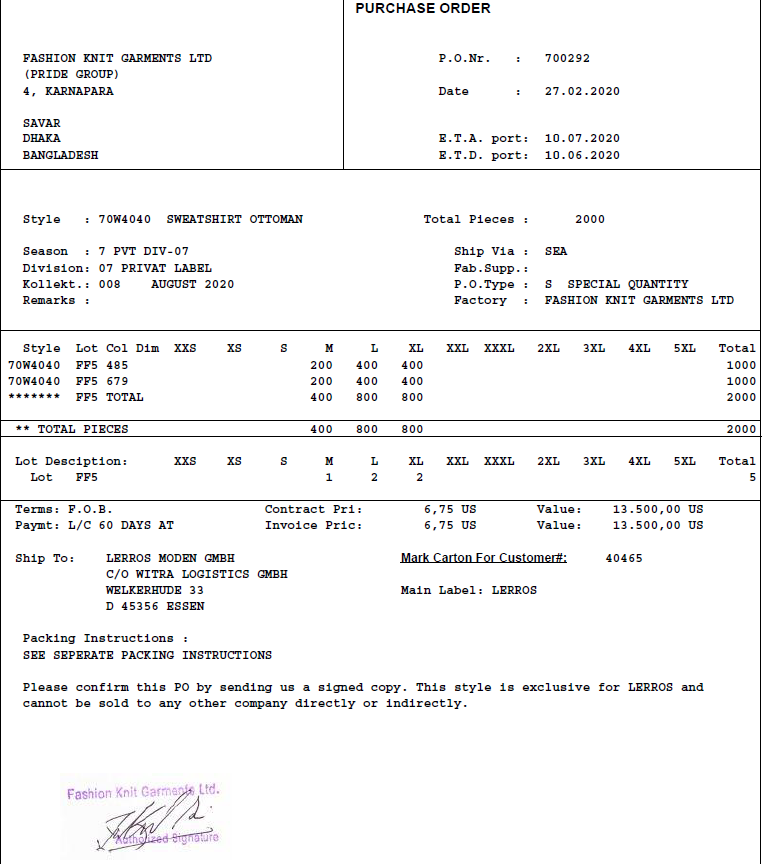 PURCHASE ORDER
FASHION KNIT GARMENTS LTD P.O.Nr. : 700292
(PRIDE GROUP)
4, KARNAPARA Date : 27.02.2020
SAVAR
DHAKA E.T.A. port: 10.07.2020
BANGLADESH E.T.D. port: 10.06.2020
Style : 70W4040 SWEATSHIRT OTTOMAN Total Pieces : 2000
Season : 7 PVT DIV-07 Ship Via : SEA
Division: 07 PRIVAT LABEL Fab.Supp.:
Kollekt.: 008 AUGUST 2020 P.O.Type : S SPECIAL QUANTITY
Remarks : Factory : FASHION KNIT GARMENTS LTD
Style Lot Col Dim XXS XS S M L XL XXL XXXL 2XL 3XL 4XL 5XL Total
70W4040 FF5 485 200 400 400 1000
70W4040 FF5 679 200 400 400 1000
******* FF5 TOTAL 400 800 800 2000
** TOTAL PIECES 400 800 800 2000
Lot Desciption: XXS XS S M L XL XXL XXXL 2XL 3XL 4XL 5XL Total
Lot FF5 1 2 2 5
Terms: F.O.B. Contract Pri: 6,75 US Value: 13.500,00 US
Paymt: L/C 60 DAYS AT Invoice Pric: 6,75 US Value: 13.500,00 US
Ship To: LERROS MODEN GMBH Mark Carton For Customer#: 40465
C/O WITRA LOGISTICS GMBH
WELKERHUDE 33 Main Label: LERROS
D 45356 ESSEN
Packing Instructions :
SEE SEPERATE PACKING INSTRUCTIONS
Please confirm this PO by sending us a signed copy. This style is exclusive for LERROS and
cannot be sold to any other company directly or indirectly.
Fashion Knit Garments Ltd.
Authorized Signature